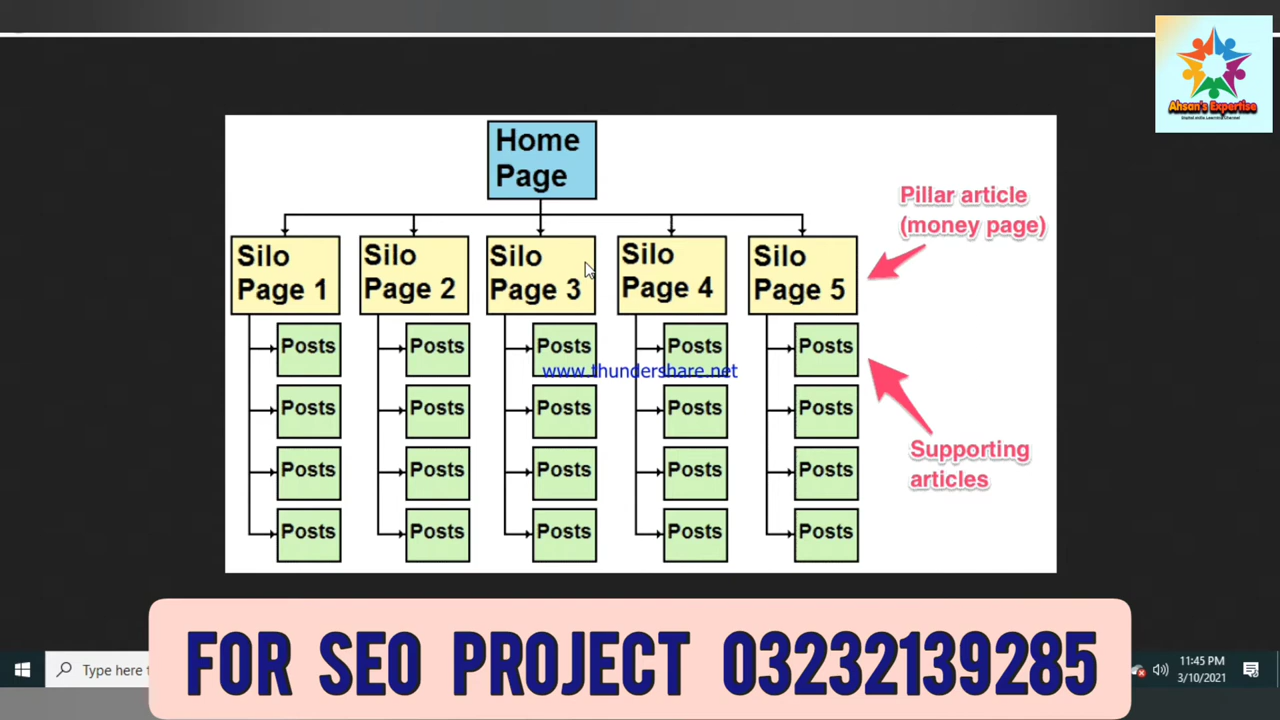 Ahsan's Expertise
Home
Page
Pillar article
(money page)
Silo
Page 1
Silo
Page 2
Silo
Page 3
Silo
Page 4
Silo
Page 5
Posts
Posts
Posts
Posts
Posts
www.thundershare.net
Posts
Posts
Posts
Posts
Posts
Supporting
articles
Posts
Posts
Posts
Posts
Posts
Posts
Posts
Posts
Posts
Posts
FOR SEO PROJECT 03232139285
Type here t
11:45 PM
3/10/2021